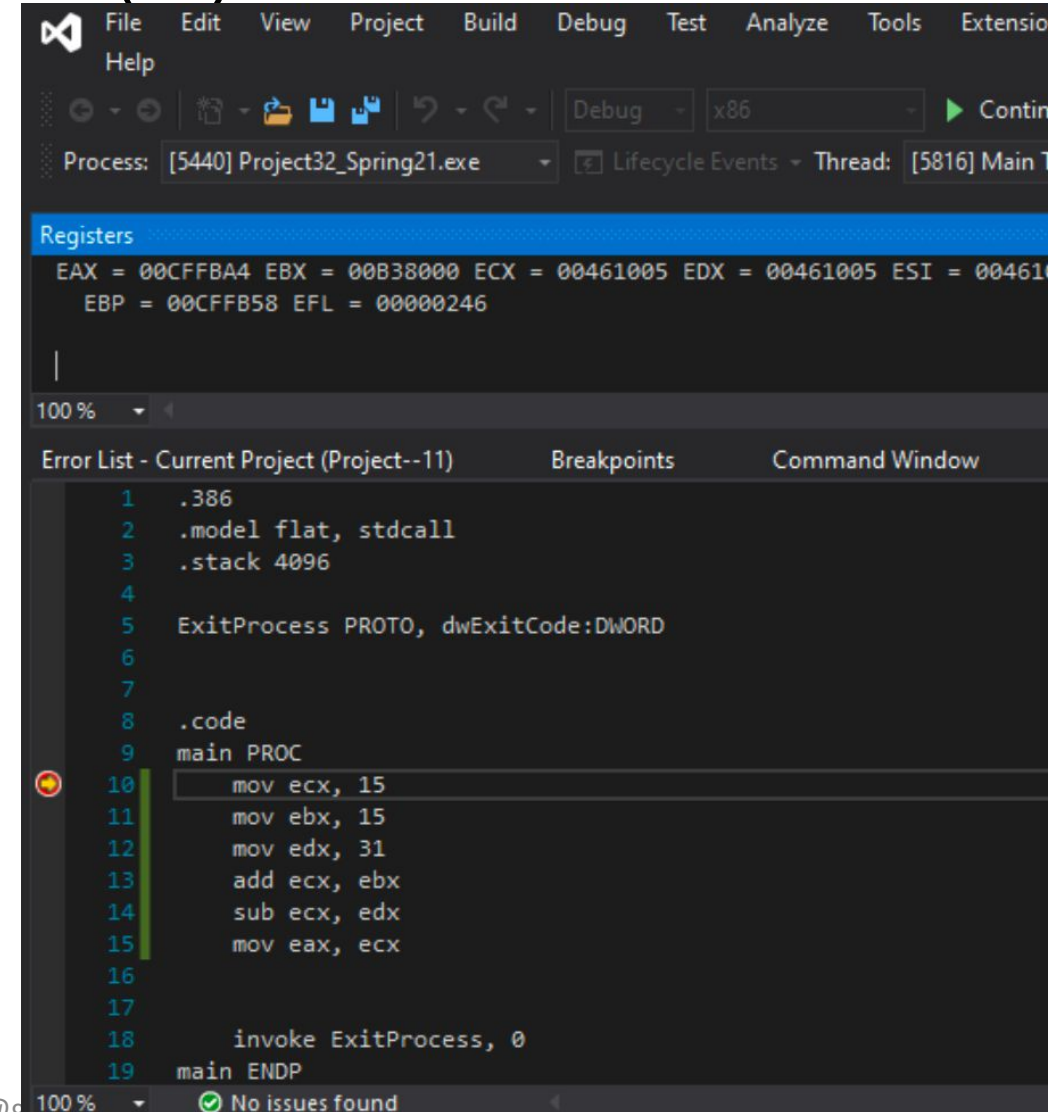 File Edit View Project Build Debug Test Analyze Tools Extensio
Help
Debug x86 Contin
Process: [5440] Project32_Spring21.exe Lifecycle Events Thread: [5816] Main T
Registers
EAX = 00CFFBA4 EBX = 00B38000 ECX = 00461005 EDX = 00461005 ESI = 004610
EBP = 00CFFB58 EFL = 00000246
100 %
Error List - Current Project (Project--11) Breakpoints Command Window
1 .386
2 .model flat, stdcall
3 .stack 4096
4
5 ExitProcess PROTO, dwExitCode:DWORD
6
7
8 .code
9 main PROC
10 mov ecx, 15
11 mov ebx, 15
12 mov edx, 31
13 add ecx, ebx
14 sub ecx, edx
15 mov eax, ecx
16
17
18 invoke ExitProcess, 0
19 main ENDP
100 % No issues found